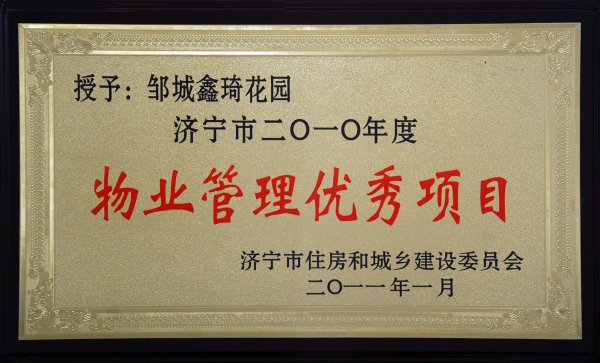 授予：邹城鑫琦花园
济宁市二〇一〇年度
物业管理优秀项目
济宁市住房和城乡建设委员会
二〇一一年一月